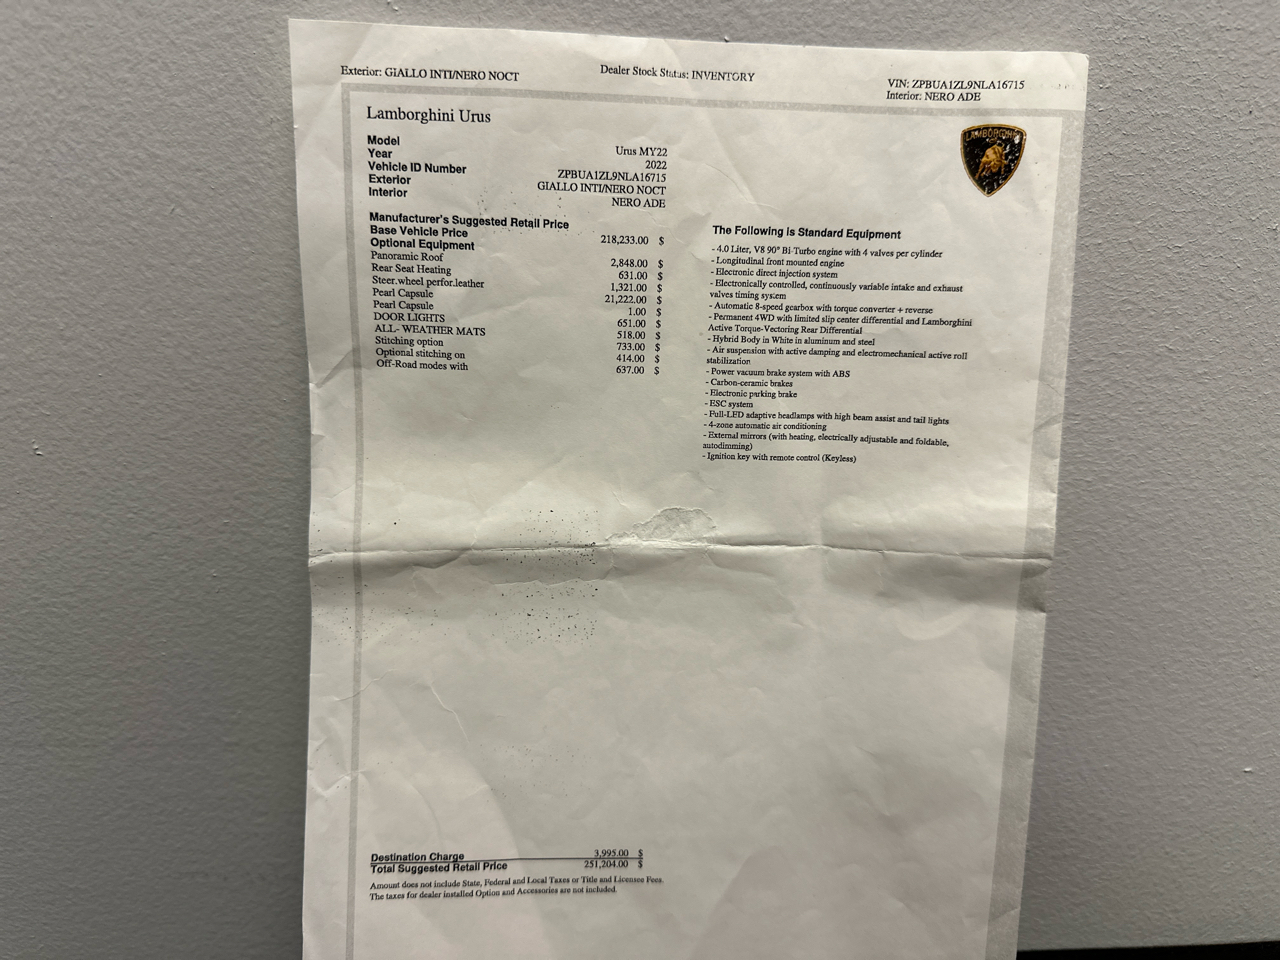 Exterior: GIALLO INTI/NERO NOCT
Dealer Stock Status: INVENTORY
VIN: ZPBUA1ZL9NLA16715
Interior: NERO ADE
Lamborghini Urus
LAMBORGHINI
Model Urus MY22
Year 2022
Vehicle ID Number ZPBUA1ZL9NLA16715
Exterior GIALLO INTI/NERO NOCT
Interior NERO ADE
Manufacturer's Suggested Retail Price
Base Vehicle Price 218,233.00 $
Optional Equipment
Panoramic Roof 2,848.00 $
Rear Seat Heating 631.00 $
Steer.wheel perfor.leather 1,321.00 $
Pearl Capsule 21,222.00 $
Pearl Capsule 1.00 $
DOOR LIGHTS 651.00 $
ALL- WEATHER MATS 518.00 $
Stitching option 733.00 $
Optional stitching on 414.00 $
Off-Road modes with 637.00 $
The Following is Standard Equipment
- 4.0 Liter, V8 90° Bi-Turbo engine with 4 valves per cylinder
- Longitudinal front mounted engine
- Electronic direct injection system
- Electronically controlled, continuously variable intake and exhaust
valves timing system
- Automatic 8-speed gearbox with torque converter + reverse
- Permanent 4WD with limited slip center differential and Lamborghini
Active Torque-Vectoring Rear Differential
- Hybrid Body in White in aluminum and steel
- Air suspension with active damping and electromechanical active roll
stabilization
- Power vacuum brake system with ABS
- Carbon-ceramic brakes
- Electronic parking brake
- ESC system
- Full-LED adaptive headlamps with high beam assist and tail lights
- 4-zone automatic air conditioning
- External mirrors (with heating, electrically adjustable and foldable,
autodimming)
- Ignition key with remote control (Keyless)
Destination Charge 3,995.00 $
Total Suggested Retail Price 251,204.00 $
Amount does not include State, Federal and Local Taxes or Title and Licensee Fees.
The taxes for dealer installed Option and Accessories are not included.